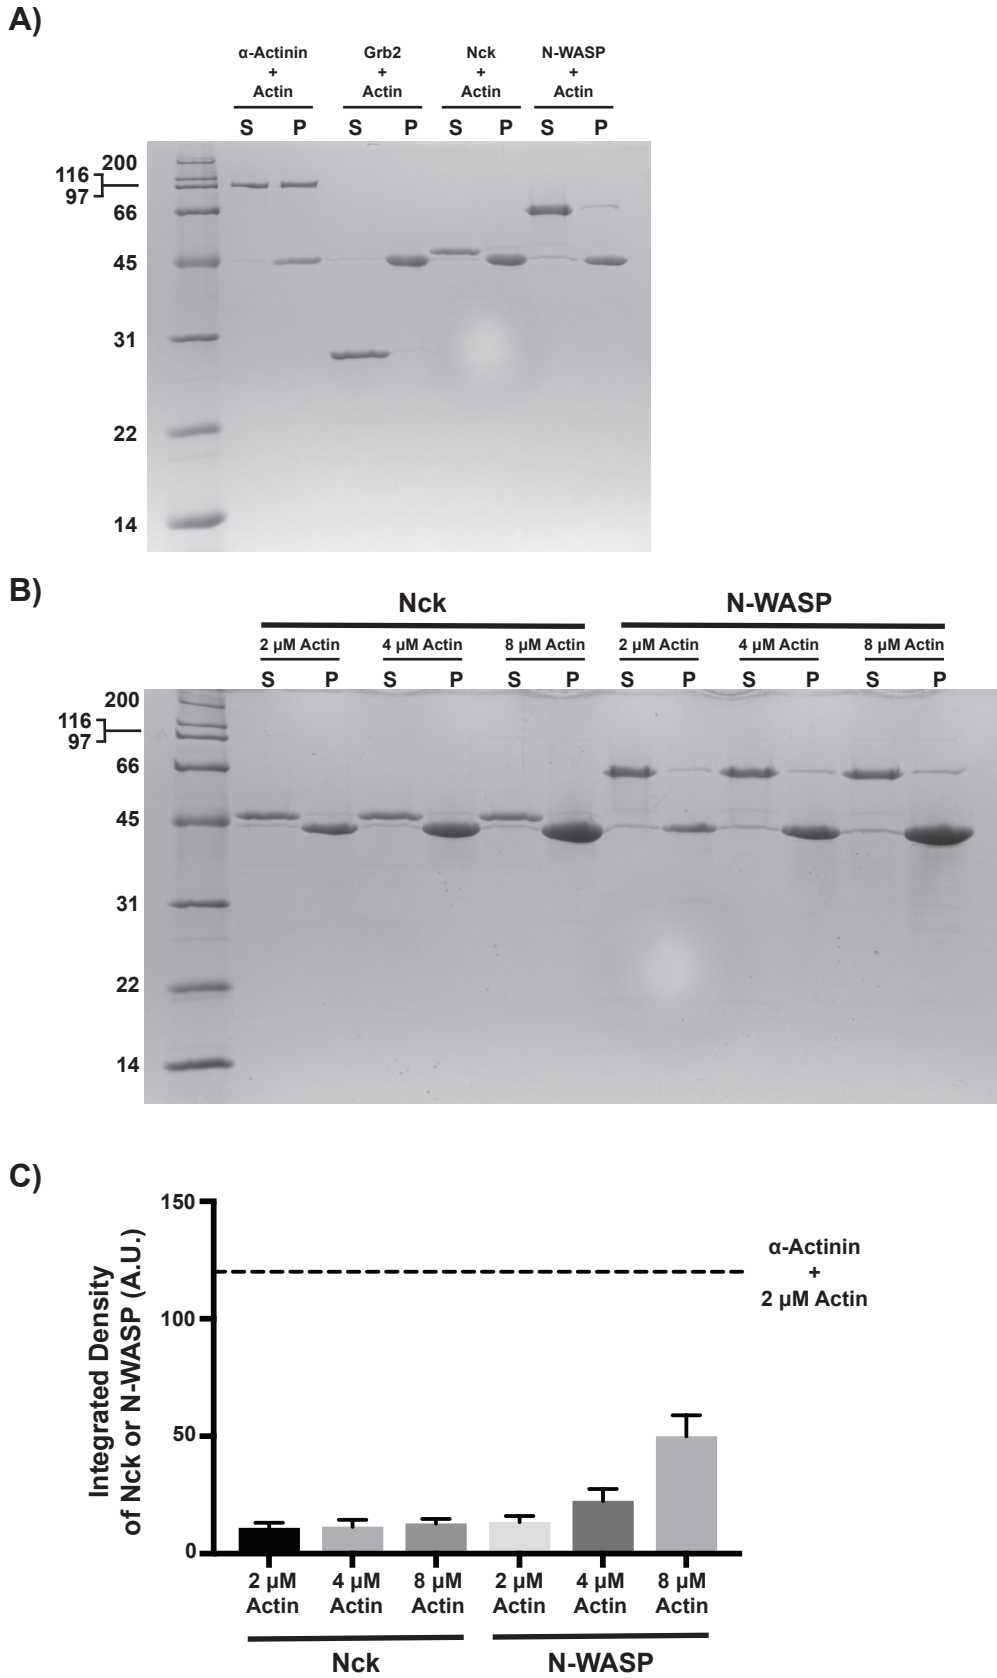 A)
α-Actinin + Actin
Grb2 + Actin
Nck + Actin
N-WASP + Actin
S P S P S P S P
200
116
97
66
45
31
22
14
B)
Nck N-WASP
2 µM Actin 4 µM Actin 8 µM Actin 2 µM Actin 4 µM Actin 8 µM Actin
S P S P S P S P S P S P
200
116
97
66
45
31
22
14
C)
Integrated Density
of Nck or N-WASP (A.U.)
150
100
50
0
α-Actinin
+
2 µM Actin
2 µM Actin
4 µM Actin
8 µM Actin
2 µM Actin
4 µM Actin
8 µM Actin
Nck N-WASP